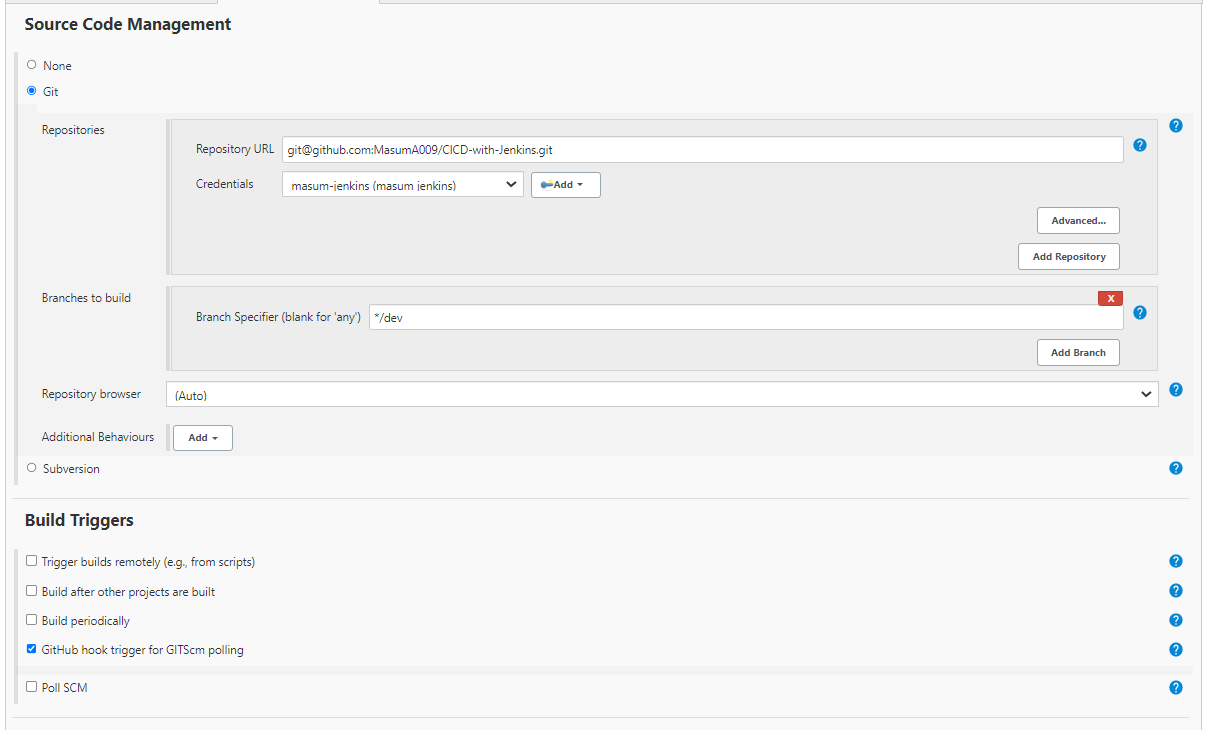 Source Code Management
None
Git
Repositories
Repository URL git@github.com:MasumA009/CICD-with-Jenkins.git
Credentials masum-jenkins (masum jenkins) Add
Advanced...
Add Repository
Branches to build
X
Branch Specifier (blank for 'any') */dev
Add Branch
Repository browser (Auto)
Additional Behaviours Add
Subversion
Build Triggers
Trigger builds remotely (e.g., from scripts)
Build after other projects are built
Build periodically
GitHub hook trigger for GITScm polling
Poll SCM